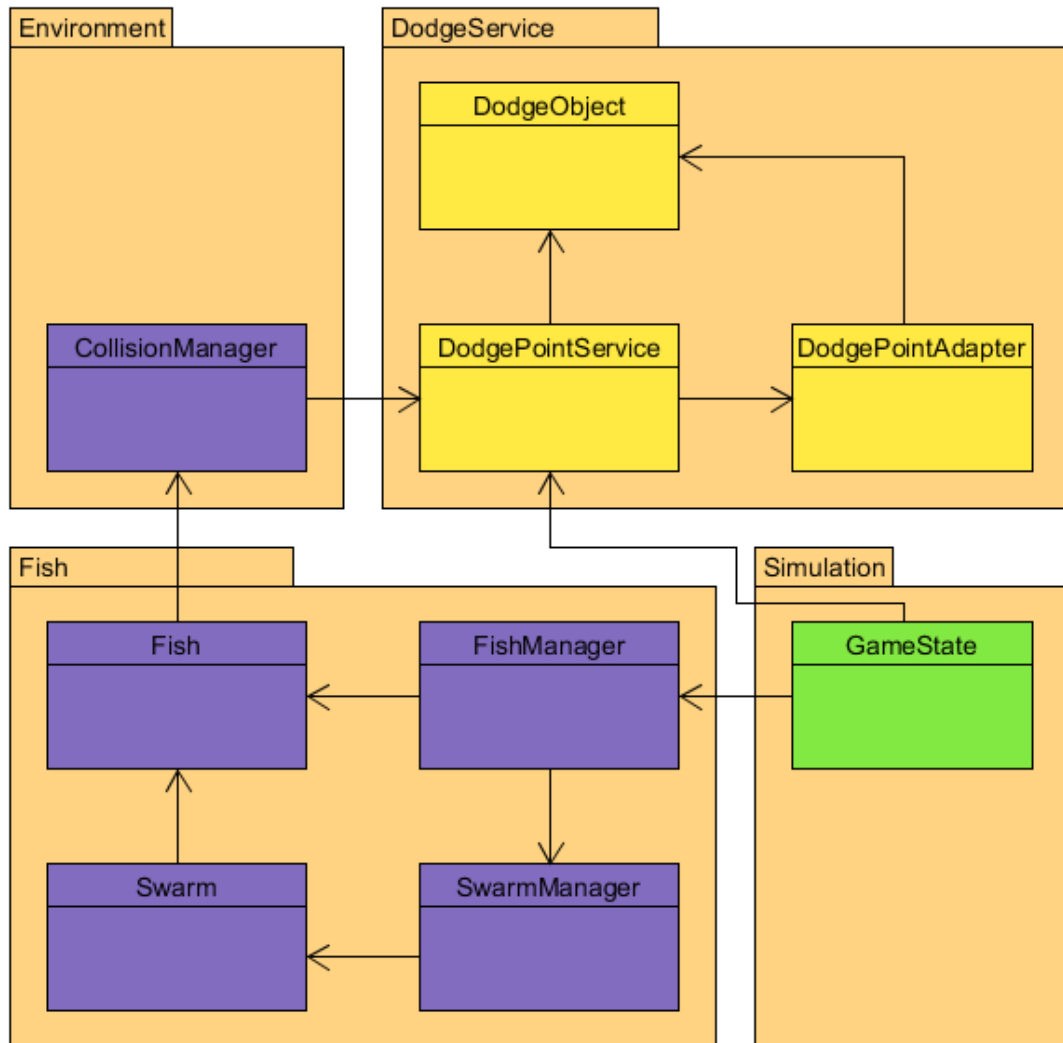 Environment
DodgeService
DodgeObject
CollisionManager
DodgePointService
DodgePointAdapter
Fish
Simulation
Fish
FishManager
GameState
Swarm
SwarmManager